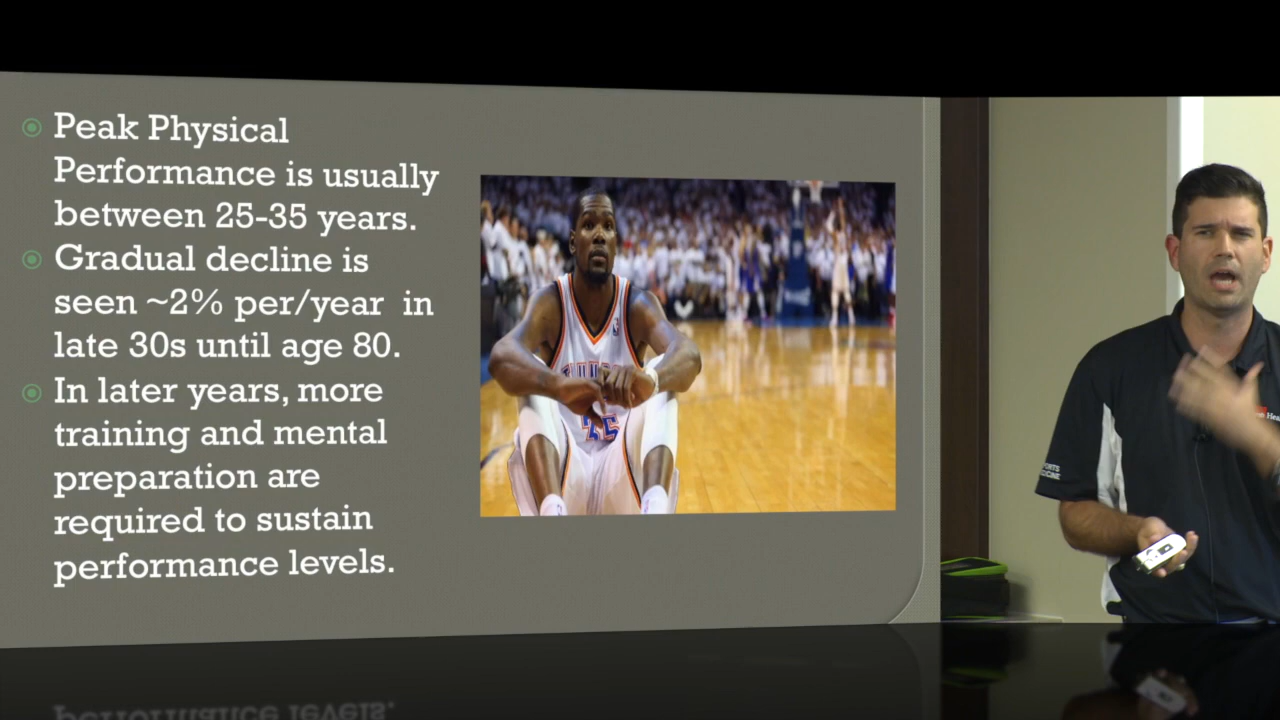 Peak Physical
Performance is usually
between 25-35 years.
Gradual decline is
seen ~2% per/year in
late 30s until age 80.
In later years, more
training and mental
preparation are
required to sustain
performance levels.
35